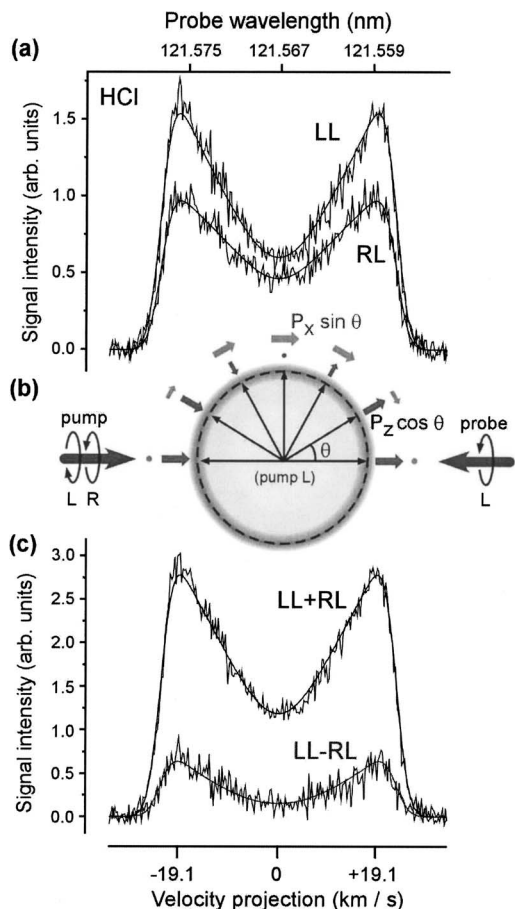 Probe wavelength (nm)
121.575 121.567 121.559
(a)
HCl
LL
RL
1.5
1.0
0.5
0.0
Signal intensity (arb. units)
Pₓ sin θ
(b)
pump
L R
P_Z cos θ
θ
(pump L)
probe
L
(c)
LL+RL
LL-RL
3.0
2.5
2.0
1.5
1.0
0.5
0.0
Signal intensity (arb. units)
-19.1 0 +19.1
Velocity projection (km / s)